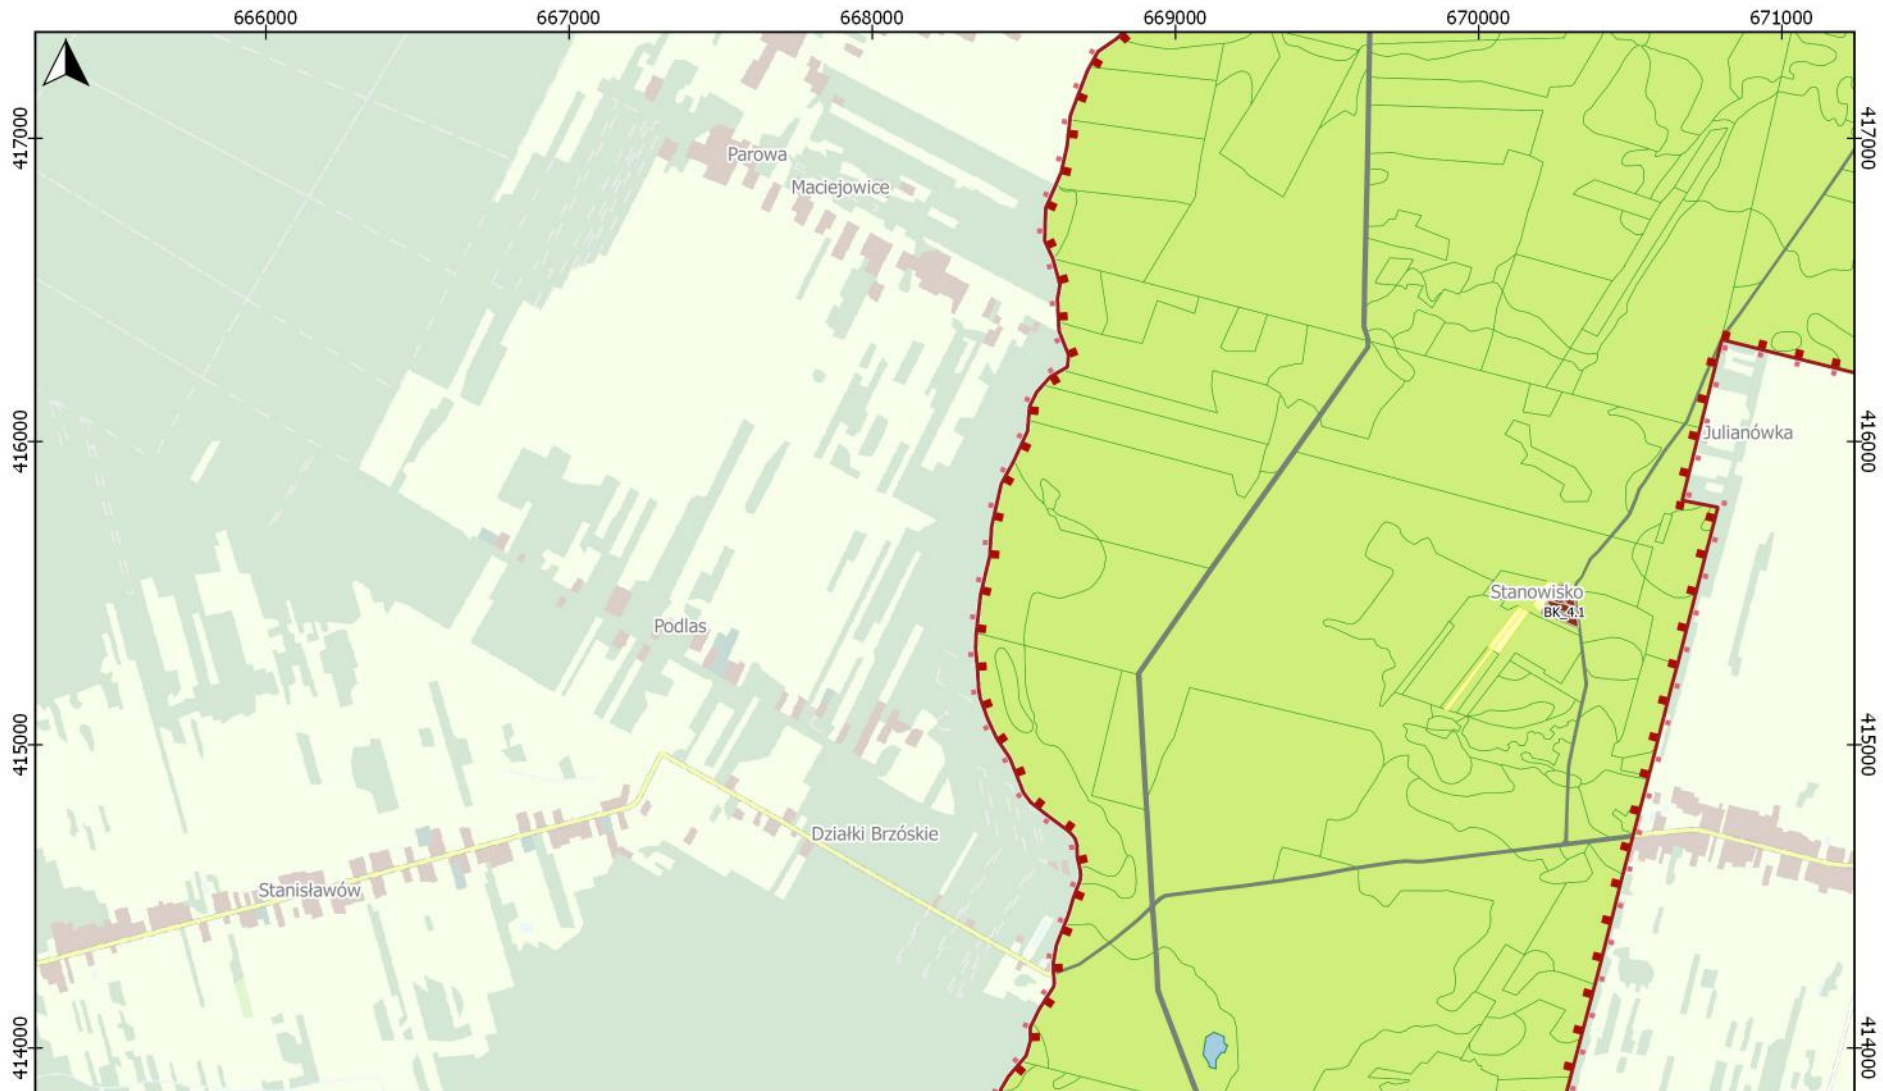 666000 667000 668000 669000 670000 671000
417000 417000
Parowa
Maciejowice
416000 416000
Julianówka
Stanowisko
BK_4.1
Podlas
415000 415000
Działki Brzóskie
Stanisławów
414000 414000